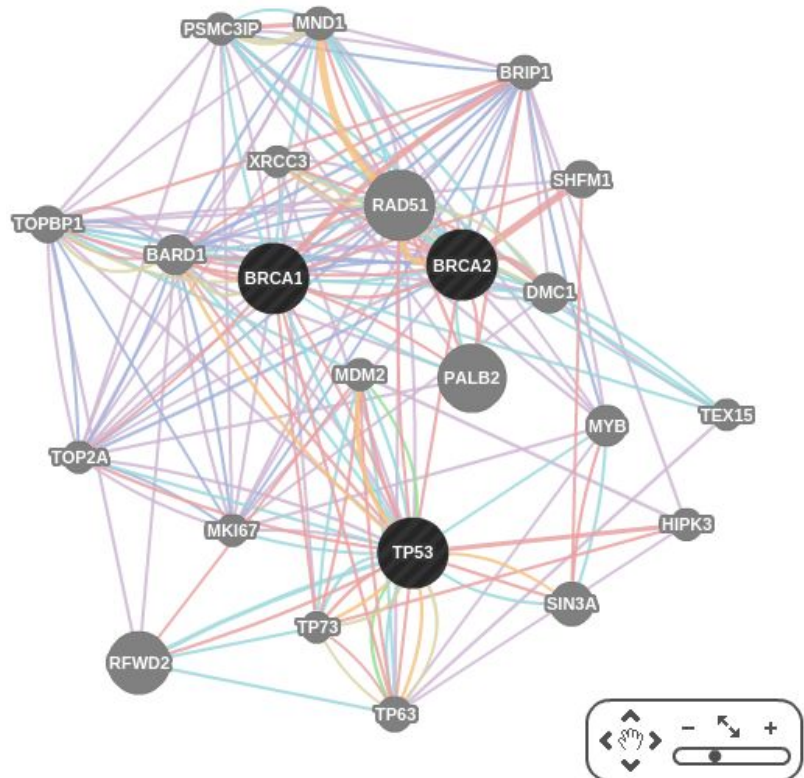 PSMC3IP
MND1
BRIP1
XRCC3
SHFM1
RAD51
TOPBP1
BARD1
BRCA1
BRCA2
DMC1
MDM2
PALB2
TEX15
MYB
TOP2A
MKI67
HIPK3
TP53
SIN3A
TP73
RFWD2
TP63